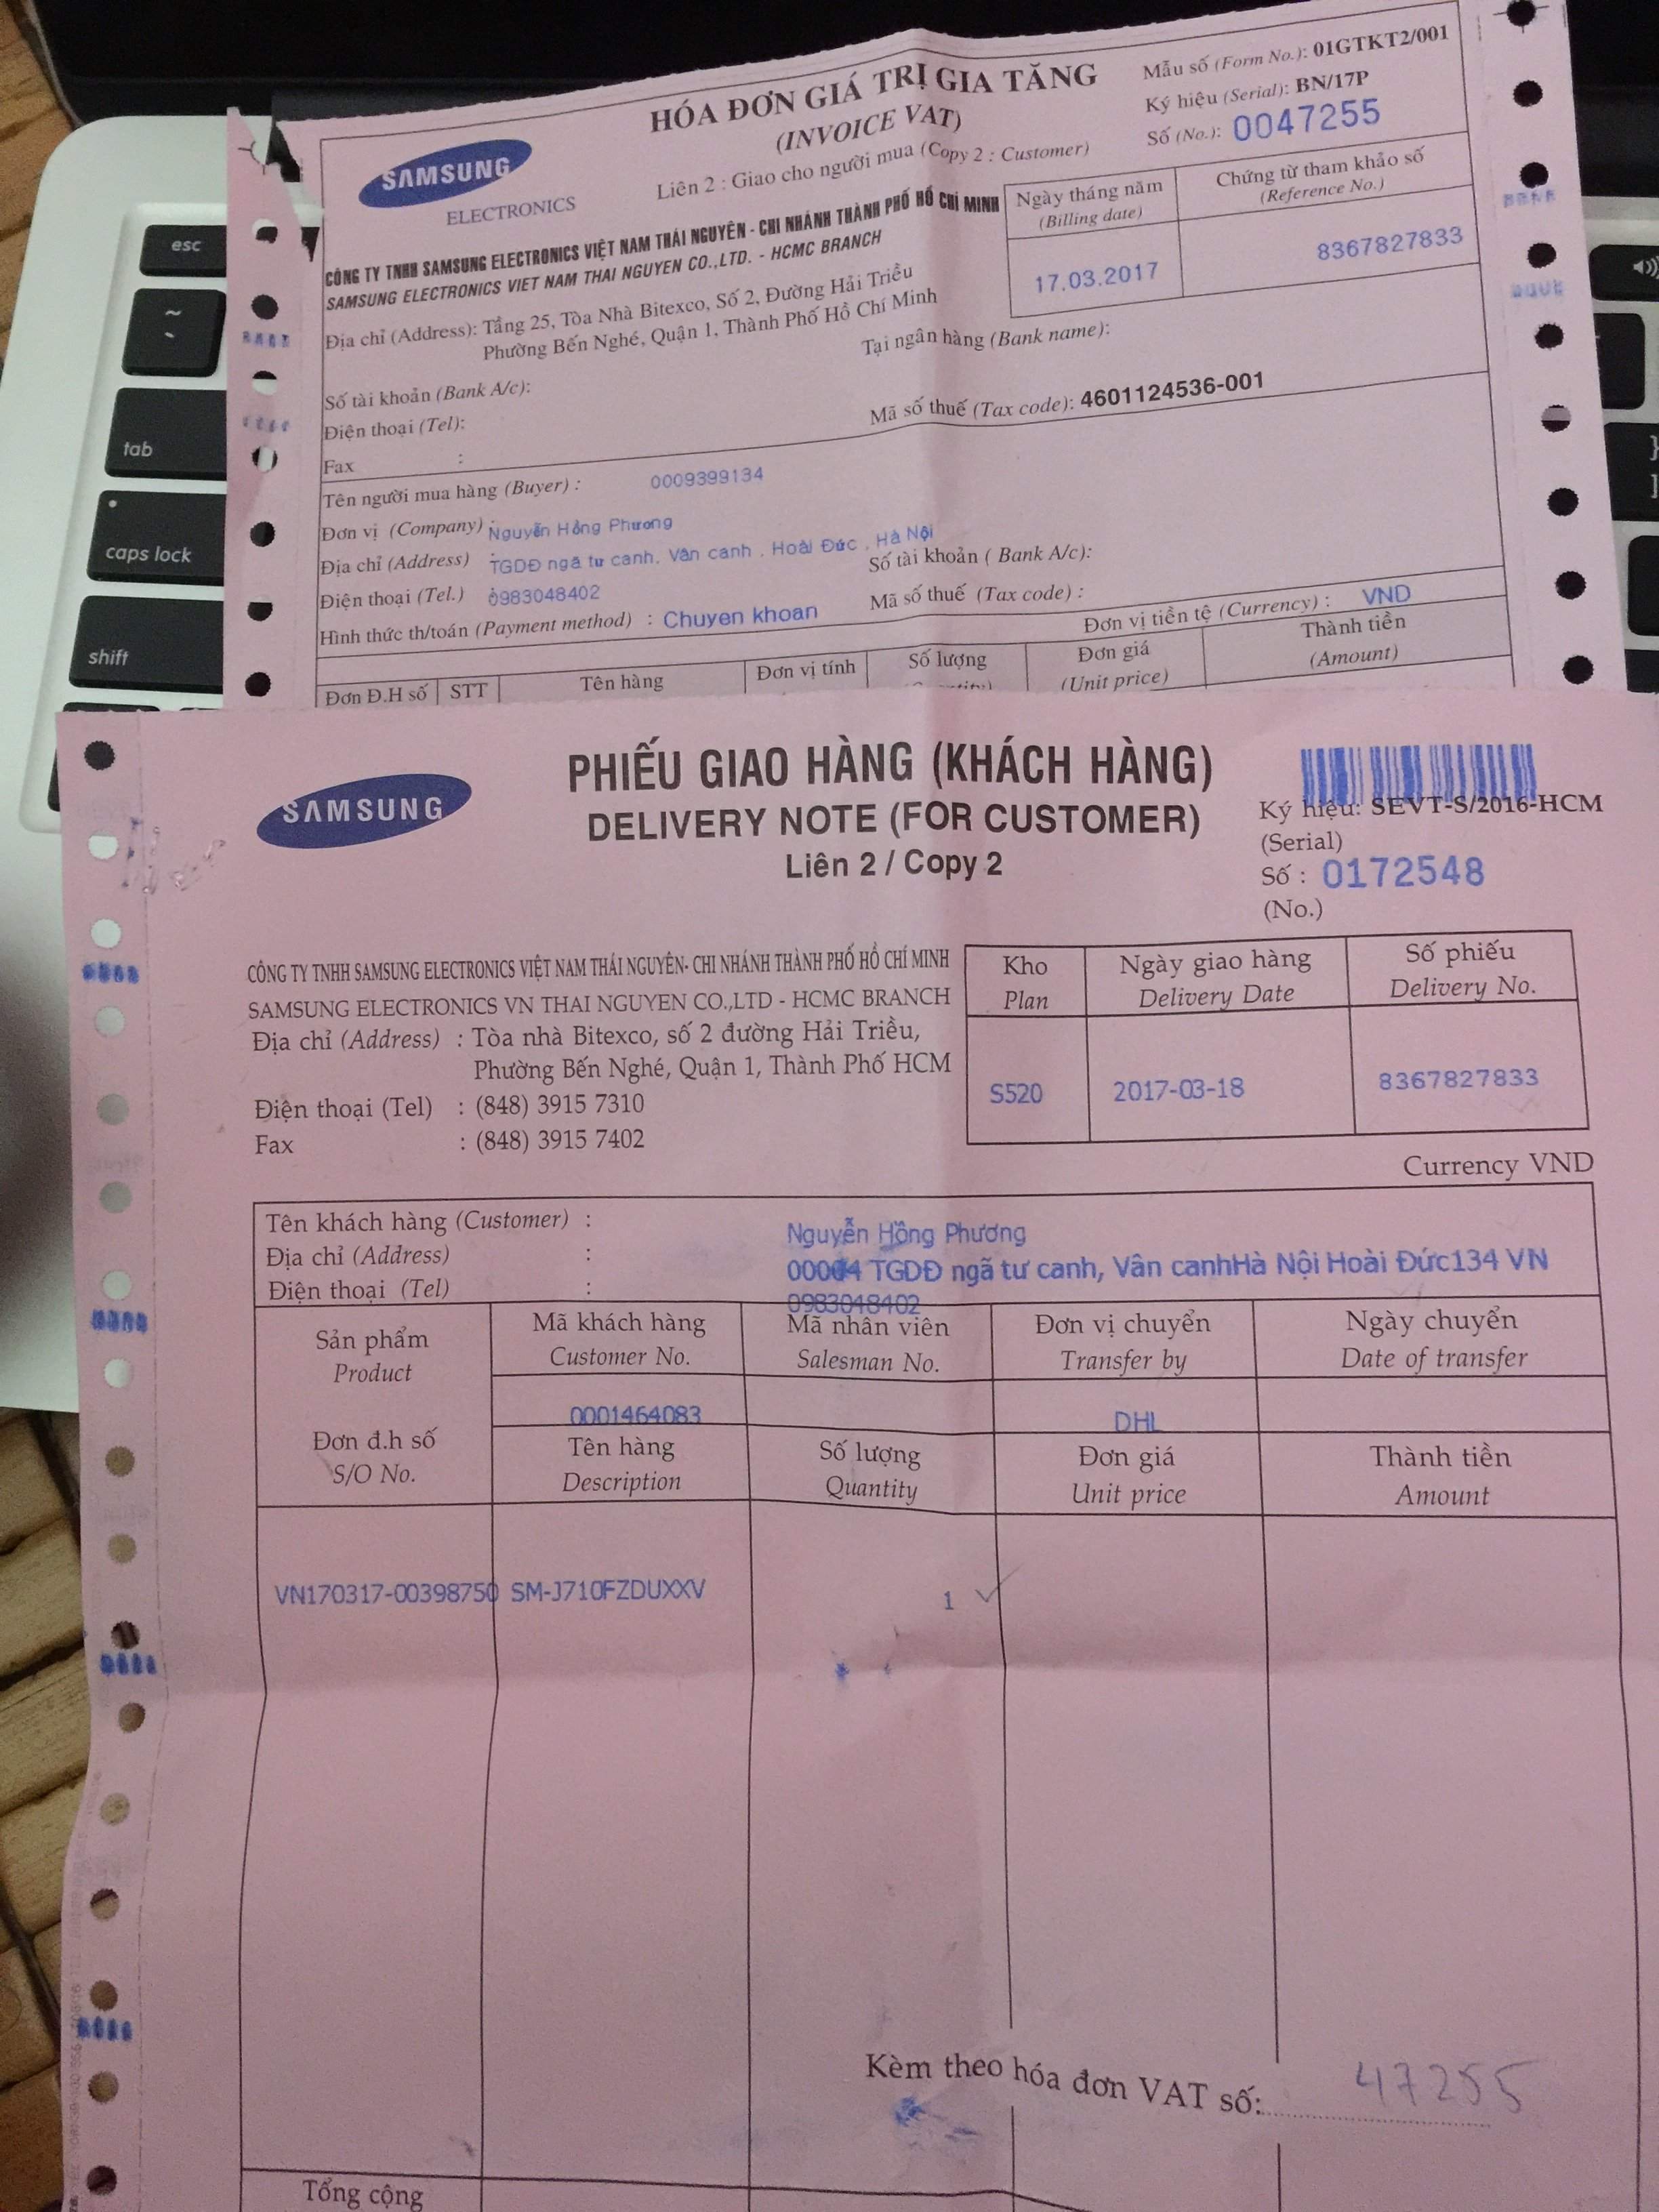 HÓA ĐƠN GIÁ TRỊ GIA TĂNG
(INVOICE VAT)
Liên 2 : Giao cho người mua (Copy 2 : Customer)
Mẫu số (Form No.): 01GTKT2/001
Ký hiệu (Serial): BN/17P
Số (No.): 0047255
SAMSUNG
ELECTRONICS
CÔNG TY TNHH SAMSUNG ELECTRONICS VIỆT NAM THÁI NGUYÊN - CHI NHÁNH THÀNH PHỐ HỒ CHÍ MINH
SAMSUNG ELECTRONICS VIET NAM THAI NGUYEN CO.,LTD. - HCMC BRANCH
Địa chỉ (Address): Tầng 25, Tòa Nhà Bitexco, Số 2, Đường Hải Triều
Phường Bến Nghé, Quận 1, Thành Phố Hồ Chí Minh
Ngày tháng năm
(Billing date)
Chứng từ tham khảo số
(Reference No.)
17.03.2017
8367827833
Số tài khoản (Bank A/c):
Tại ngân hàng (Bank name):
Điện thoại (Tel):
Mã số thuế (Tax code): 4601124536-001
Fax :
Tên người mua hàng (Buyer) : 0009399134
Đơn vị (Company) : Nguyễn Hồng Phương
Địa chỉ (Address) : TGDĐ ngã tư canh, Vân canh , Hoài Đức , Hà Nội
Số tài khoản ( Bank A/c):
Điện thoại (Tel.) : 0983048402
Mã số thuế (Tax code) :
Hình thức th/toán (Payment method) : Chuyen khoan
Đơn vị tiền tệ (Currency) : VND
Đơn Đ.H số STT Tên hàng Đơn vị tính Số lượng Đơn giá Thành tiền
(Unit price) (Amount)
SAMSUNG
PHIẾU GIAO HÀNG (KHÁCH HÀNG)
DELIVERY NOTE (FOR CUSTOMER)
Liên 2 / Copy 2
Ký hiệu: SEVT-S/2016-HCM
(Serial)
Số : 0172548
(No.)
CÔNG TY TNHH SAMSUNG ELECTRONICS VIỆT NAM THÁI NGUYÊN- CHI NHÁNH THÀNH PHỐ HỒ CHÍ MINH
SAMSUNG ELECTRONICS VN THAI NGUYEN CO.,LTD - HCMC BRANCH
Địa chỉ (Address) : Tòa nhà Bitexco, số 2 đường Hải Triều,
Phường Bến Nghé, Quận 1, Thành Phố HCM
Điện thoại (Tel) : (848) 3915 7310
Fax : (848) 3915 7402
Kho Ngày giao hàng Số phiếu
Plan Delivery Date Delivery No.
S520 2017-03-18 8367827833
Currency VND
Tên khách hàng (Customer) : Nguyễn Hồng Phương
Địa chỉ (Address) : TGDĐ ngã tư canh, Vân canhHà Nội Hoài Đức134 VN
Điện thoại (Tel) : 0983048402
Sản phẩm Mã khách hàng Mã nhân viên Đơn vị chuyển Ngày chuyển
Product Customer No. Salesman No. Transfer by Date of transfer
0001464083 DHL
Đơn đ.h số Tên hàng Số lượng Đơn giá Thành tiền
S/O No. Description Quantity Unit price Amount
VN170317-00398750 SM-J710FZDUXXV 1
Kèm theo hóa đơn VAT số: 47255
Tổng cộng
esc
~
tab
caps lock
shift